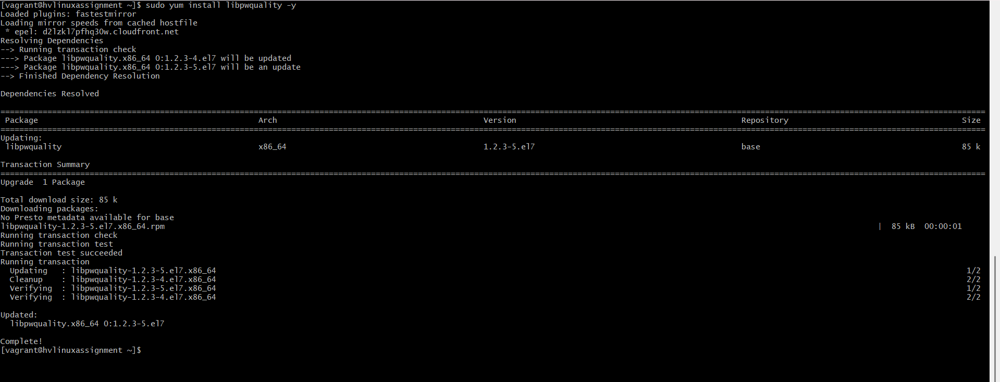 [vagrant@hvlinuxassignment ~]$ sudo yum install libpwquality -y
Loaded plugins: fastestmirror
Loading mirror speeds from cached hostfile
 * epel: d2lzkl7pfhq30w.cloudfront.net
Resolving Dependencies
--> Running transaction check
---> Package libpwquality.x86_64 0:1.2.3-4.el7 will be updated
---> Package libpwquality.x86_64 0:1.2.3-5.el7 will be an update
--> Finished Dependency Resolution
Dependencies Resolved
Package Arch Version Repository Size
Updating:
libpwquality x86_64 1.2.3-5.el7 base 85 k
Transaction Summary
Upgrade  1 Package
Total download size: 85 k
Downloading packages:
No Presto metadata available for base
libpwquality-1.2.3-5.el7.x86_64.rpm | 85 kB 00:00:01
Running transaction check
Running transaction test
Transaction test succeeded
Running transaction
  Updating   : libpwquality-1.2.3-5.el7.x86_64 1/2
  Cleanup    : libpwquality-1.2.3-4.el7.x86_64 2/2
  Verifying  : libpwquality-1.2.3-5.el7.x86_64 1/2
  Verifying  : libpwquality-1.2.3-4.el7.x86_64 2/2
Updated:
  libpwquality.x86_64 0:1.2.3-5.el7
Complete!
[vagrant@hvlinuxassignment ~]$